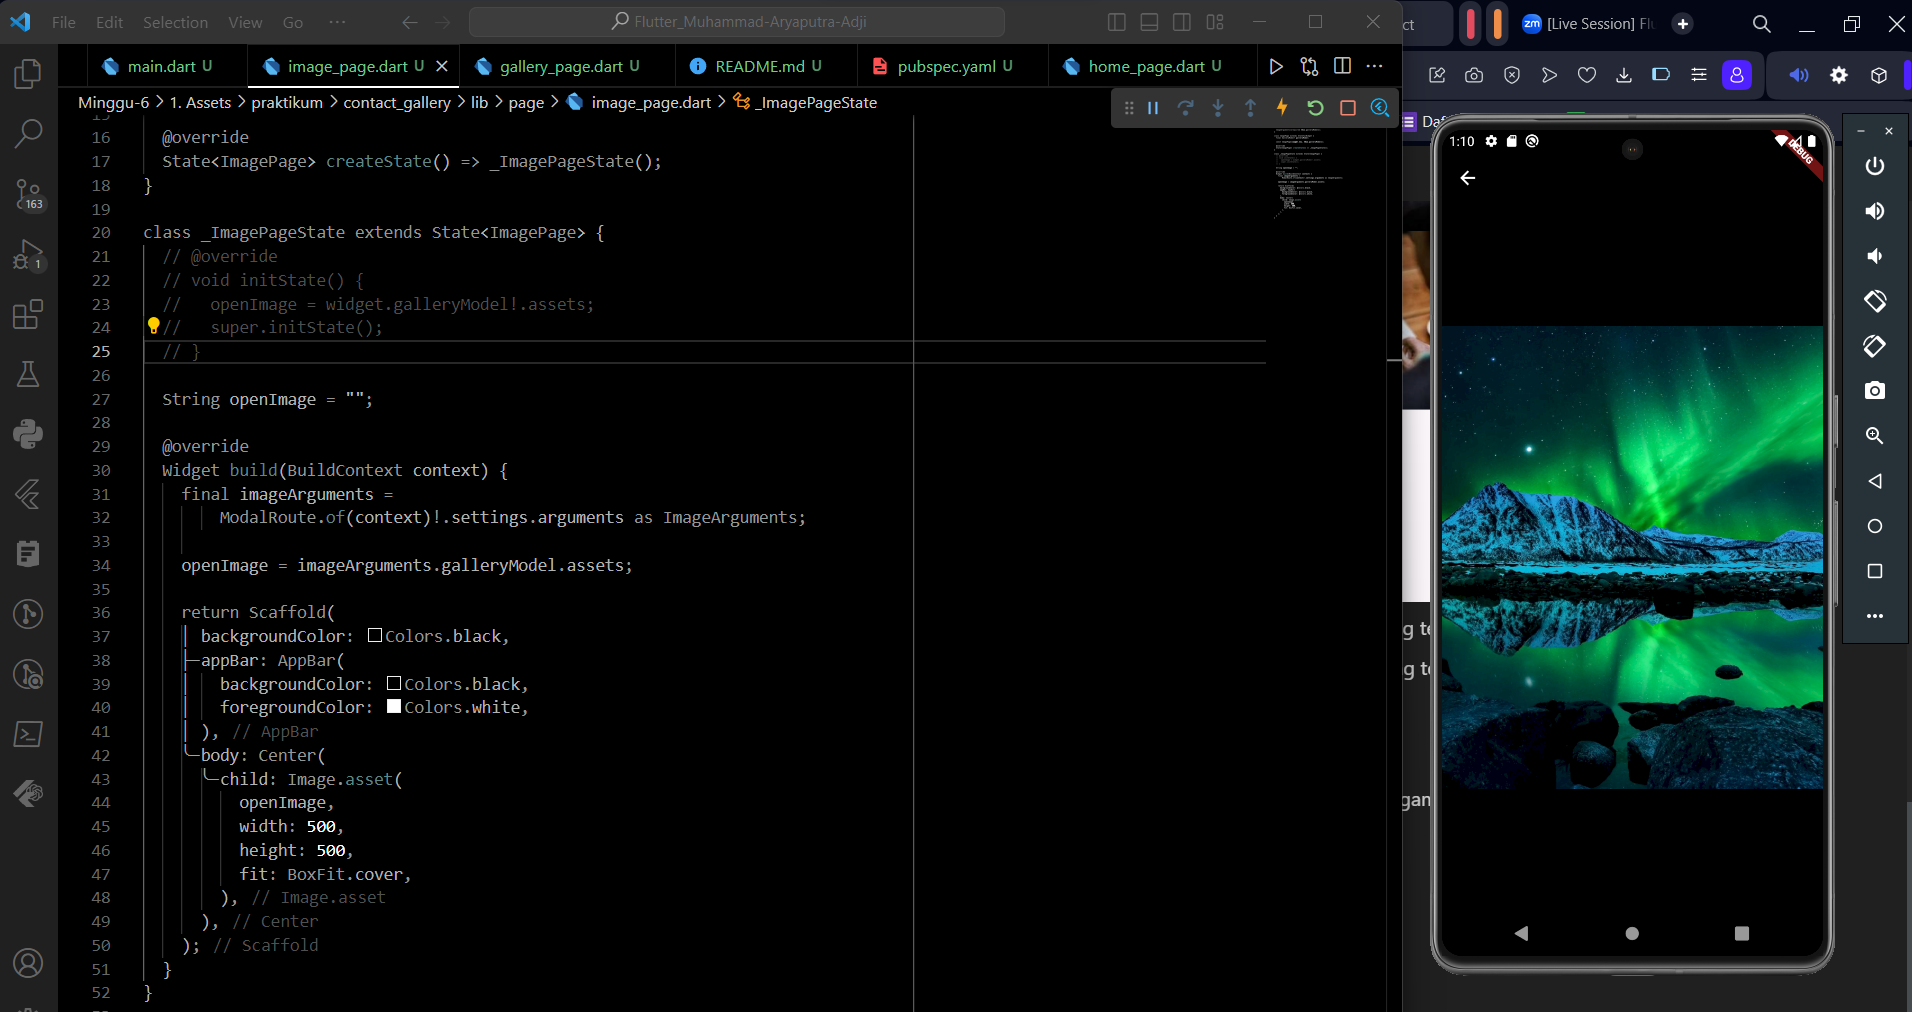 File Edit Selection View Go ...
Flutter_Muhammad-Aryaputra-Adji
ct
zm [Live Session] Fl
main.dart U
image_page.dart U
gallery_page.dart U
README.md U
pubspec.yaml U
home_page.dart U
Minggu-6 > 1. Assets > praktikum > contact_gallery > lib > page > image_page.dart > _ImagePageState
Daf
163
1
15
16 @override
17 State<ImagePage> createState() => _ImagePageState();
18 }
19
20 class _ImagePageState extends State<ImagePage> {
21 // @override
22 // void initState() {
23 //   openImage = widget.galleryModel!.assets;
24 //   super.initState();
25 // }
26
27 String openImage = "";
28
29 @override
30 Widget build(BuildContext context) {
31 final imageArguments =
32 ModalRoute.of(context)!.settings.arguments as ImageArguments;
33
34 openImage = imageArguments.galleryModel.assets;
35
36 return Scaffold(
37 backgroundColor: Colors.black,
38 appBar: AppBar(
39 backgroundColor: Colors.black,
40 foregroundColor: Colors.white,
41 ), // AppBar
42 body: Center(
43 child: Image.asset(
44 openImage,
45 width: 500,
46 height: 500,
47 fit: BoxFit.cover,
48 ), // Image.asset
49 ), // Center
50 ); // Scaffold
51 }
52 }
1:10
DEBUG
g te
g te
gam